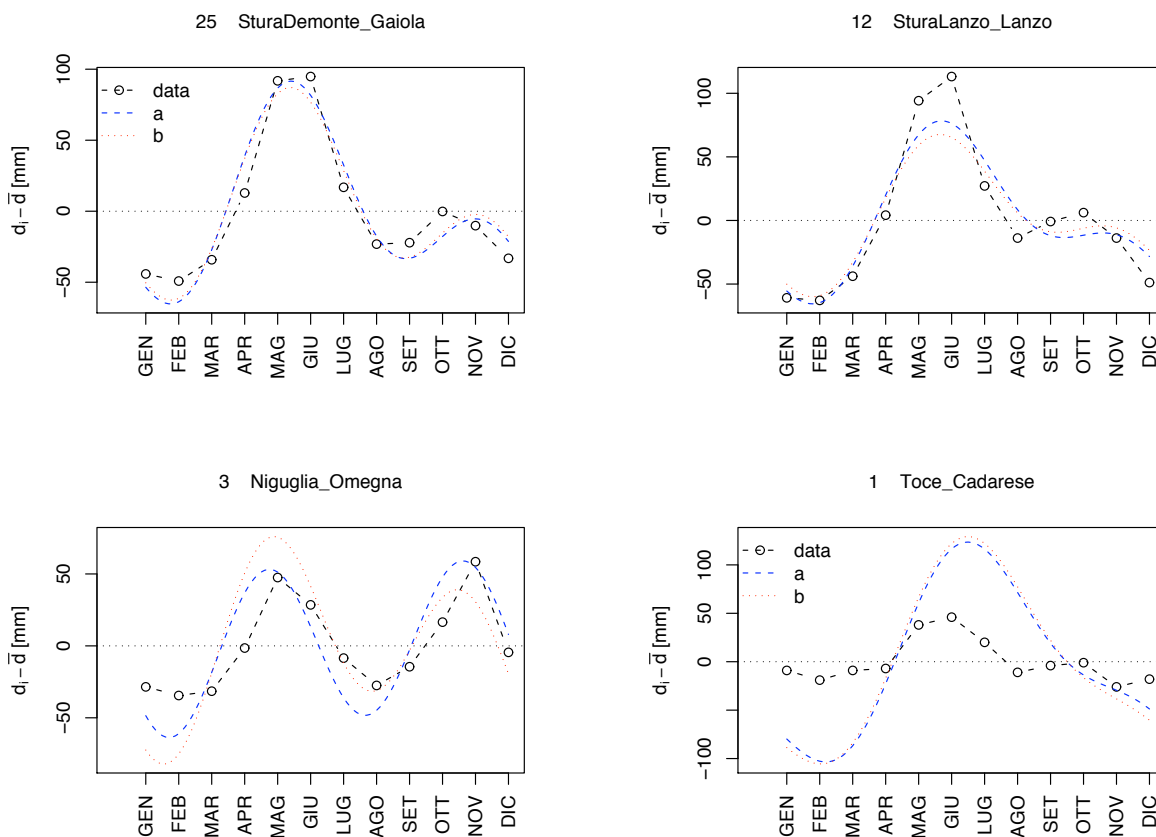 25 SturaDemonte_Gaiola
d_i − d̅ [mm]
100
50
0
−50
data
a
b
GEN FEB MAR APR MAG GIU LUG AGO SET OTT NOV DIC
12 SturaLanzo_Lanzo
d_i − d̅ [mm]
100
50
0
−50
GEN FEB MAR APR MAG GIU LUG AGO SET OTT NOV DIC
3 Niguglia_Omegna
d_i − d̅ [mm]
50
0
−50
GEN FEB MAR APR MAG GIU LUG AGO SET OTT NOV DIC
1 Toce_Cadarese
d_i − d̅ [mm]
100
50
0
−100
data
a
b
GEN FEB MAR APR MAG GIU LUG AGO SET OTT NOV DIC